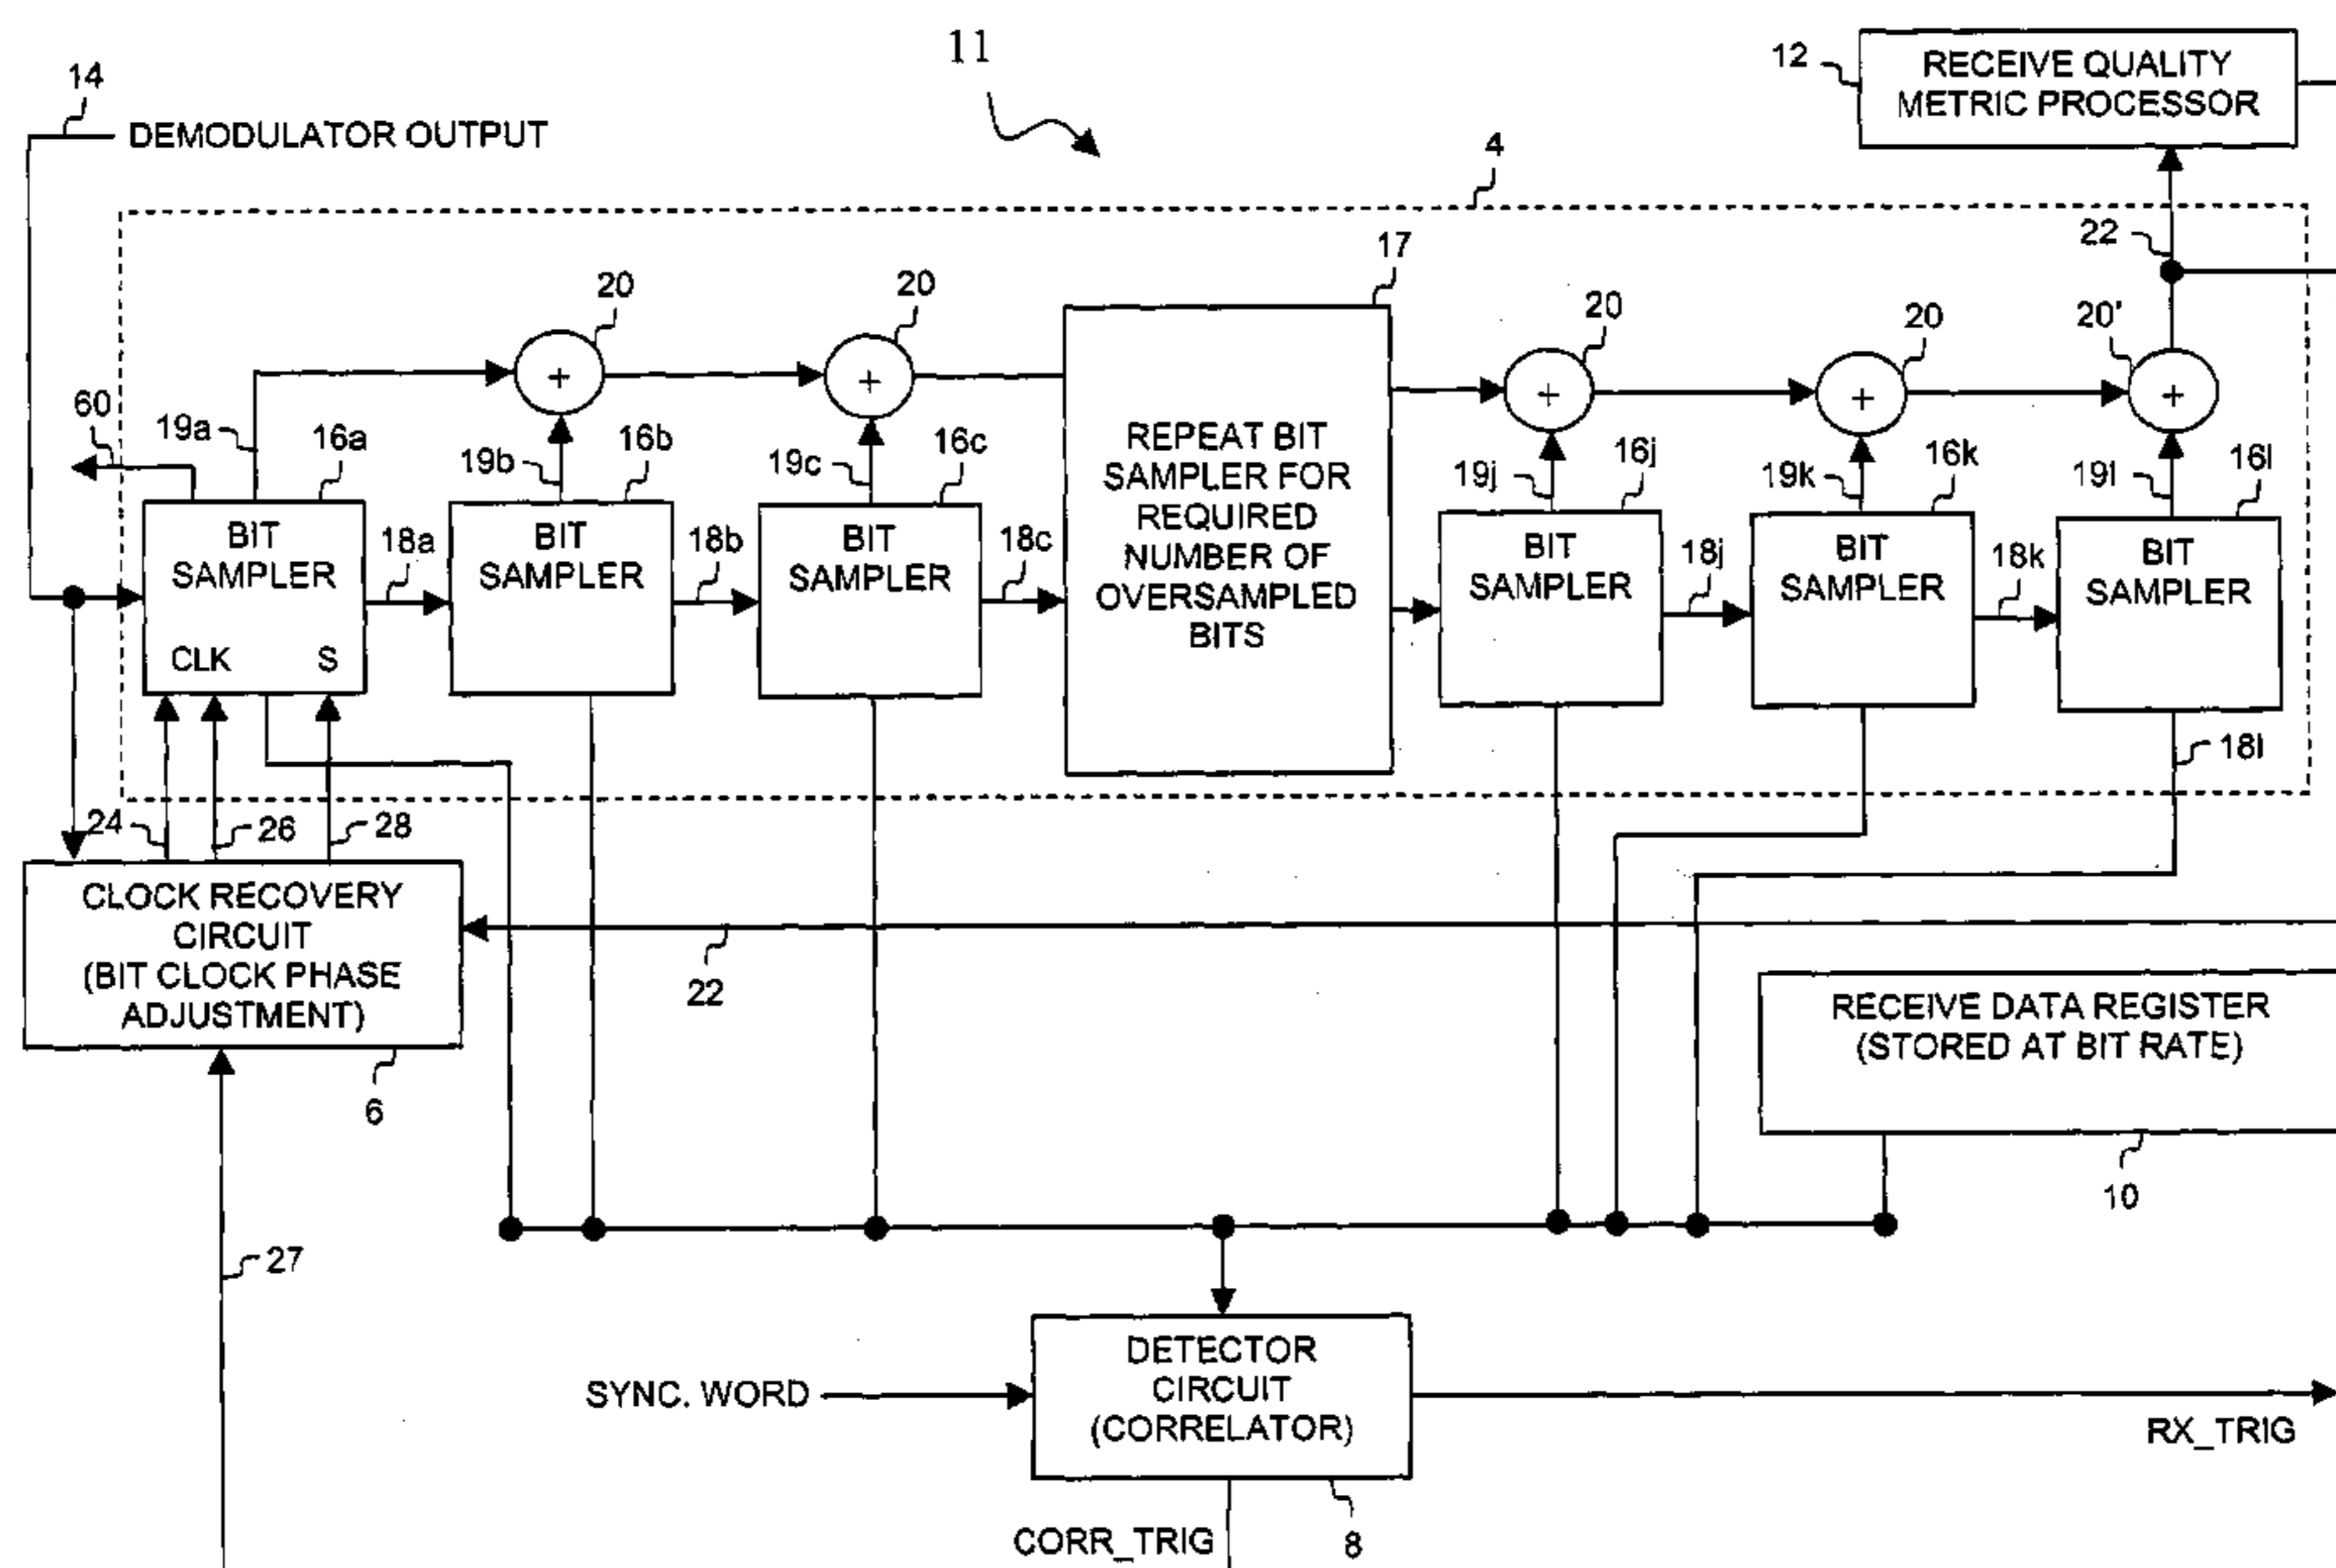 11
12
RECEIVE QUALITY
METRIC PROCESSOR
14
DEMODULATOR OUTPUT
4
22
17
20
20
20
20
20'
+
+
+
+
+
60
19a
16a
19b
16b
19c
16c
REPEAT BIT
SAMPLER FOR
REQUIRED
NUMBER OF
OVERSAMPLED
BITS
19j
16j
19k
16k
19l
16l
BIT
SAMPLER
CLK
S
18a
BIT
SAMPLER
18b
BIT
SAMPLER
18c
BIT
SAMPLER
18j
BIT
SAMPLER
18k
BIT
SAMPLER
18l
24
26
28
CLOCK RECOVERY
CIRCUIT
(BIT CLOCK PHASE
ADJUSTMENT)
6
22
RECEIVE DATA REGISTER
(STORED AT BIT RATE)
10
27
SYNC. WORD
DETECTOR
CIRCUIT
(CORRELATOR)
RX_TRIG
CORR_TRIG
8